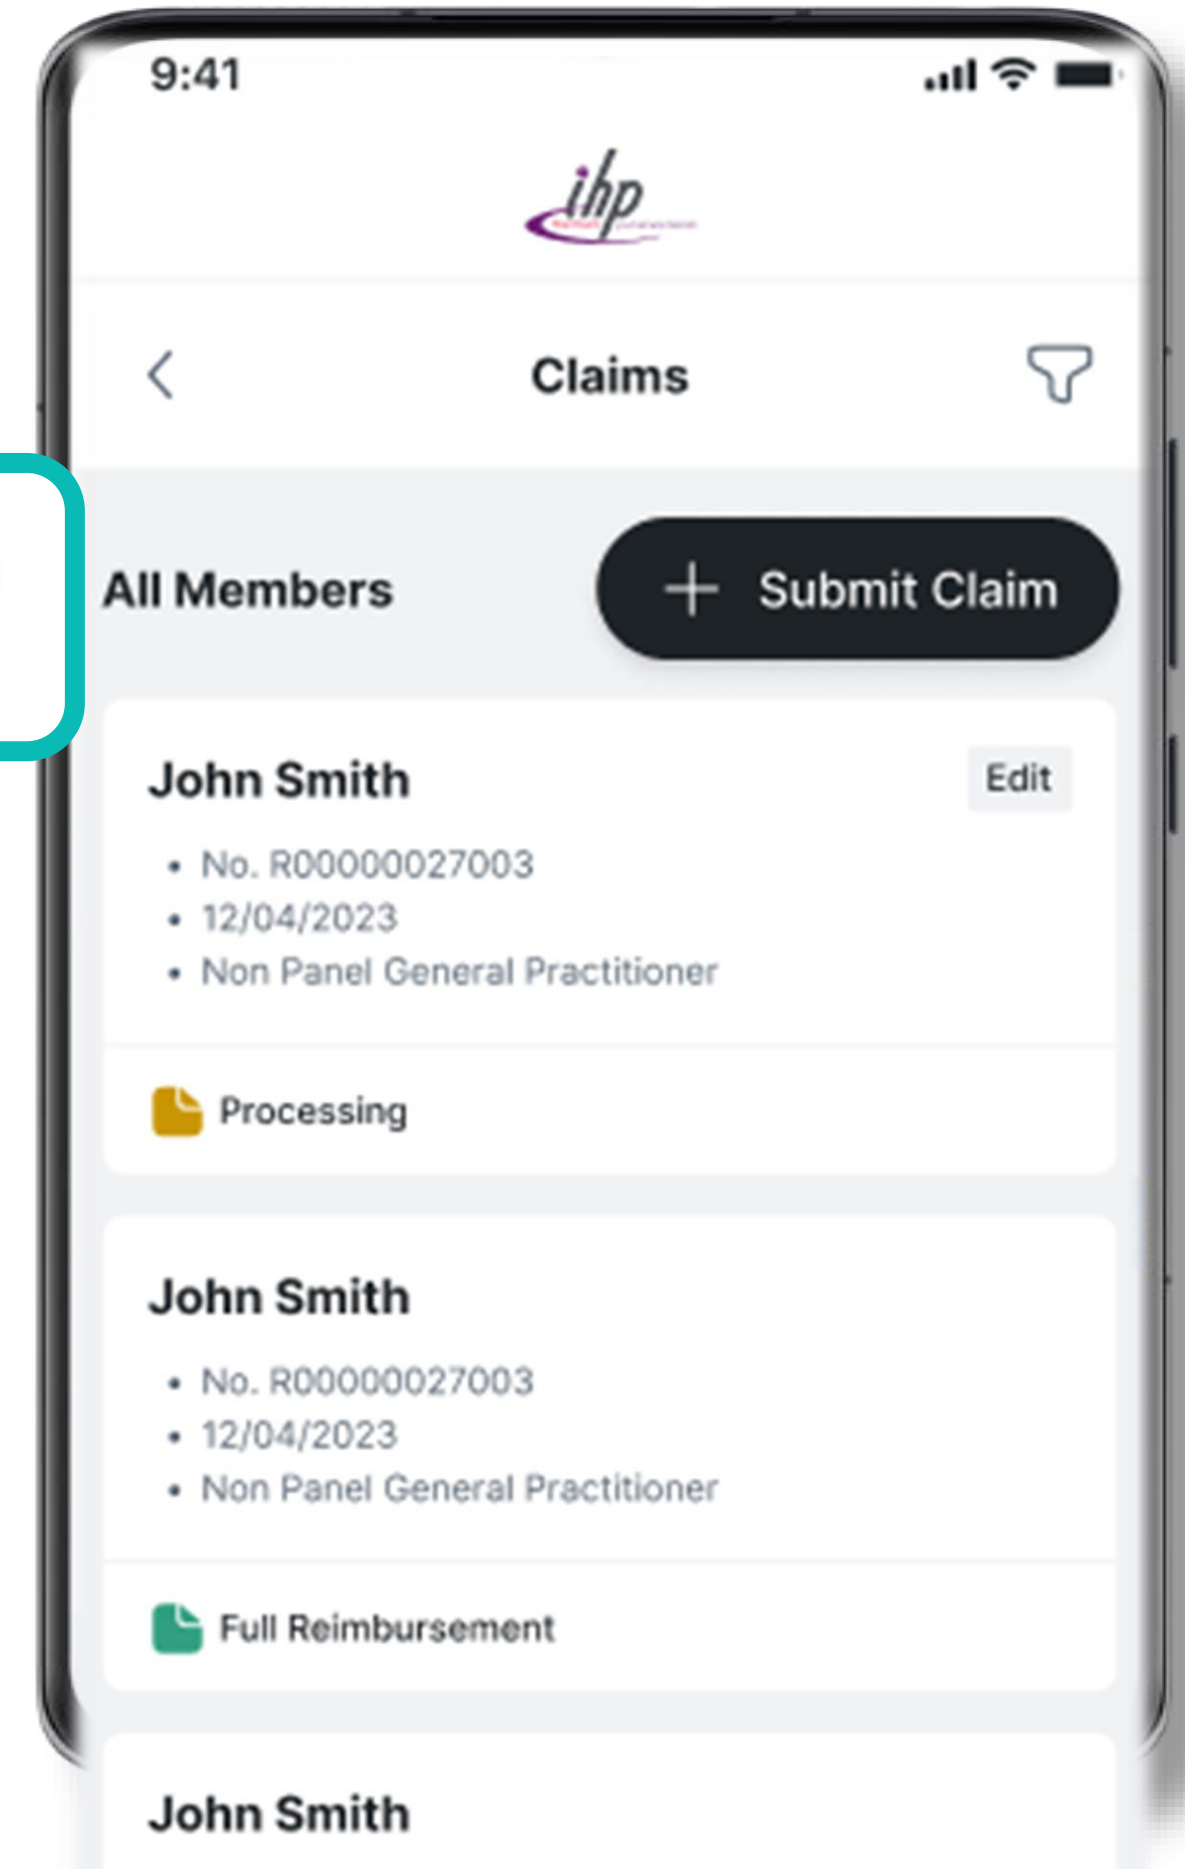 9:41
ihp
Claims
All Members
+ Submit Claim
John Smith
Edit
• No. R00000027003
• 12/04/2023
• Non Panel General Practitioner
Processing
John Smith
• No. R00000027003
• 12/04/2023
• Non Panel General Practitioner
Full Reimbursement
John Smith